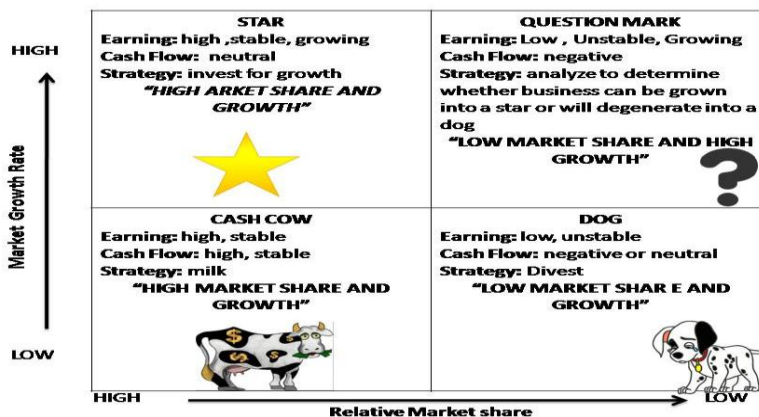 STAR
Earning: high ,stable, growing
Cash Flow: neutral
Strategy: invest for growth
"HIGH ARKET SHARE AND
GROWTH"
QUESTION MARK
Earning: Low , Unstable, Growing
Cash Flow: negative
Strategy: analyze to determine
whether business can be grown
into a star or will degenerate into a
dog
"LOW MARKET SHARE AND HIGH
GROWTH"
?
HIGH
Market Growth Rate
LOW
CASH COW
Earning: high, stable
Cash Flow: high, stable
Strategy: milk
"HIGH MARKET SHARE AND
GROWTH"
$ $ $
DOG
Earning: low, unstable
Cash Flow: negative or neutral
Strategy: Divest
"LOW MARKET SHAR E AND
GROWTH"
HIGH
Relative Market share
LOW